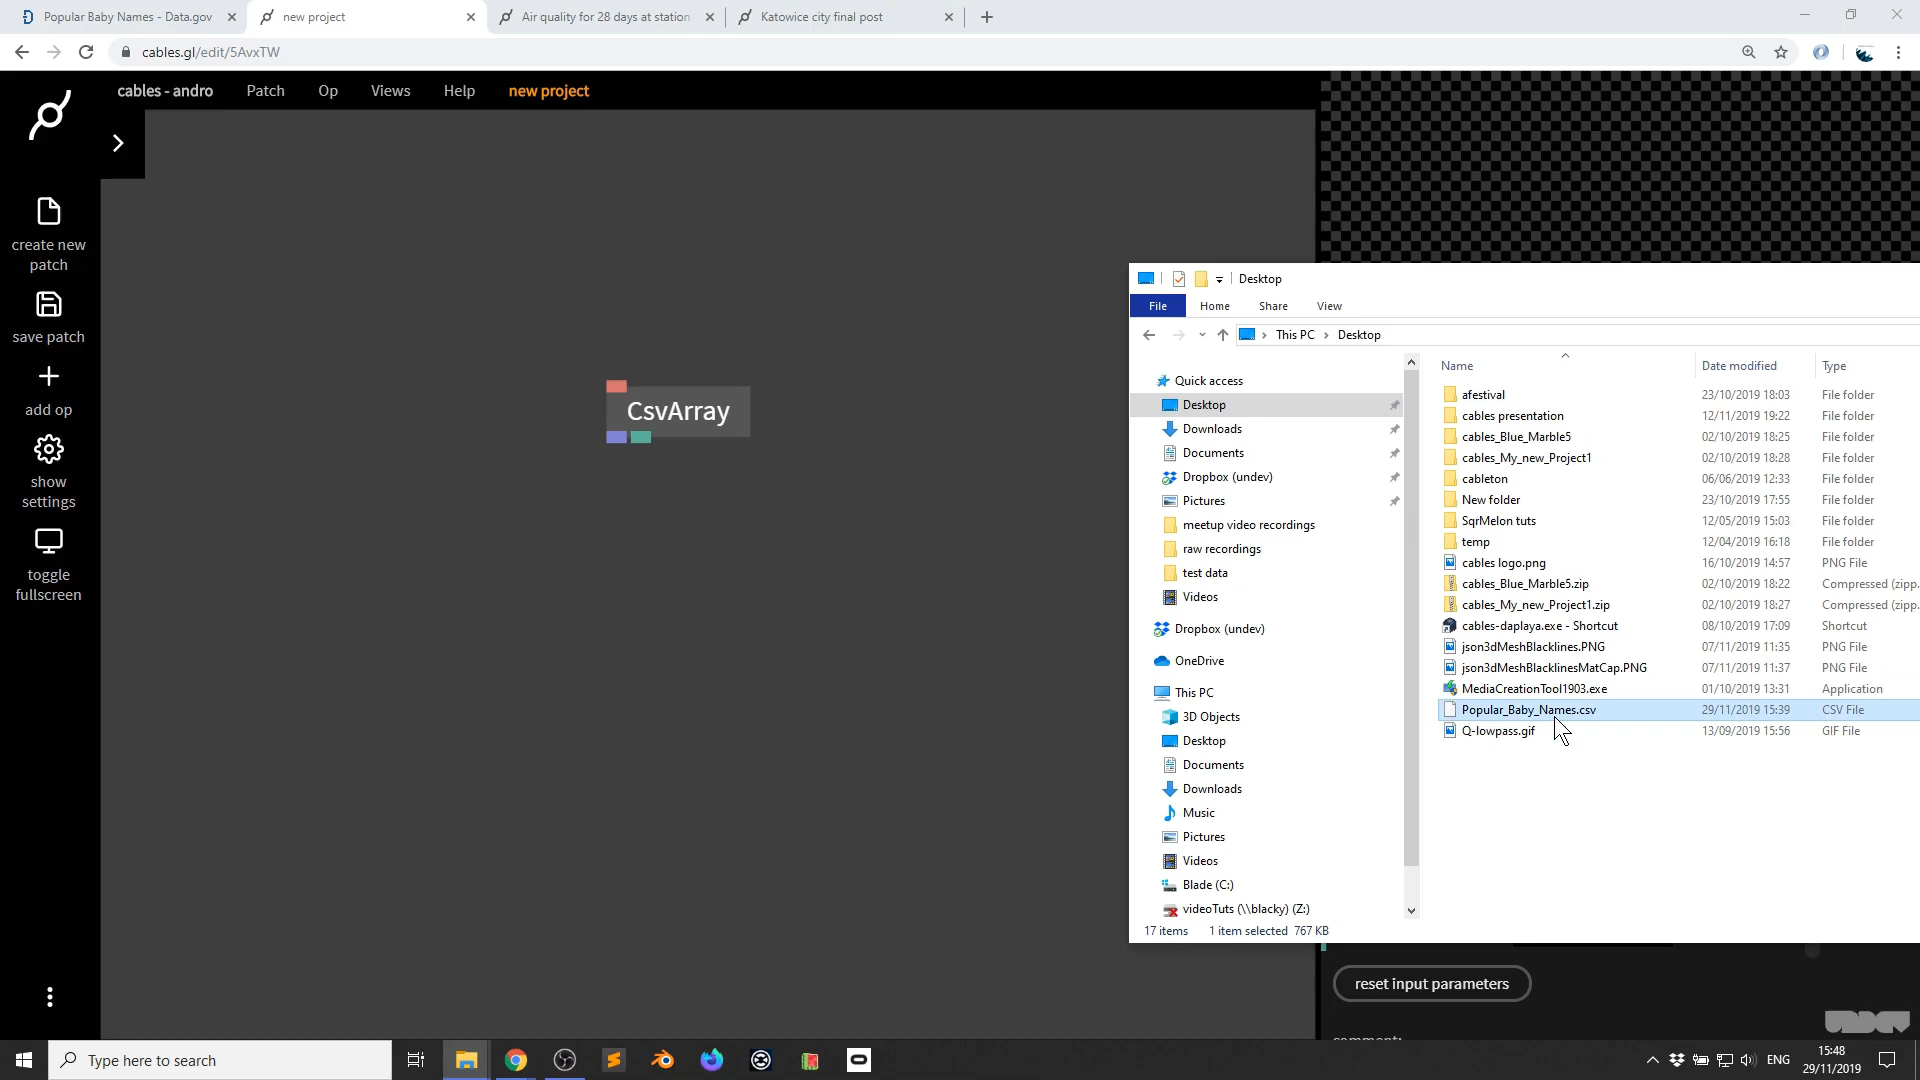 Popular Baby Names - Data.gov
new project
Air quality for 28 days at station
Katowice city final post
cables.gl/edit/5AvxTW
cables - andro
Patch
Op
Views
Help
new project
create new
patch
save patch
add op
show
settings
toggle
fullscreen
CsvArray
Desktop
File
Home
Share
View
This PC
Desktop
Quick access
Desktop
Downloads
Documents
Dropbox (undev)
Pictures
meetup video recordings
raw recordings
test data
Videos
Dropbox (undev)
OneDrive
This PC
3D Objects
Desktop
Documents
Downloads
Music
Pictures
Videos
Blade (C:)
videoTuts (\\blacky) (Z:)
Name Date modified Type
afestival 23/10/2019 18:03 File folder
cables presentation 12/11/2019 19:22 File folder
cables_Blue_Marble5 02/10/2019 18:25 File folder
cables_My_new_Project1 02/10/2019 18:28 File folder
cableton 06/06/2019 12:33 File folder
New folder 23/10/2019 17:55 File folder
SqrMelon tuts 12/05/2019 15:03 File folder
temp 12/04/2019 16:18 File folder
cables logo.png 16/10/2019 14:57 PNG File
cables_Blue_Marble5.zip 02/10/2019 18:22 Compressed (zipp.
cables_My_new_Project1.zip 02/10/2019 18:27 Compressed (zipp.
cables-daplaya.exe - Shortcut 08/10/2019 17:09 Shortcut
json3dMeshBlacklines.PNG 07/11/2019 11:35 PNG File
json3dMeshBlacklinesMatCap.PNG 07/11/2019 11:37 PNG File
MediaCreationTool1903.exe 01/10/2019 13:31 Application
Popular_Baby_Names.csv 29/11/2019 15:39 CSV File
Q-lowpass.gif 13/09/2019 15:56 GIF File
17 items 1 item selected 767 KB
reset input parameters
UNDEV
Type here to search
ENG
15:48
29/11/2019